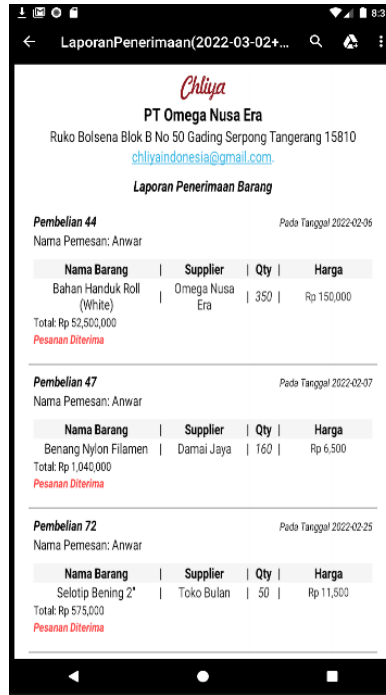 8:3
LaporanPenerimaan(2022-03-02+...
Chliya
PT Omega Nusa Era
Ruko Bolsena Blok B No 50 Gading Serpong Tangerang 15810
chliyaindonesia@gmail.com.
Laporan Penerimaan Barang
Pembelian 44 Pada Tanggal 2022-02-06
Nama Pemesan: Anwar
Nama Barang | Supplier | Qty | Harga
Bahan Handuk Roll (White) | Omega Nusa Era | 350 | Rp 150,000
Total: Rp 52,500,000
Pesanan Diterima
Pembelian 47 Pada Tanggal 2022-02-07
Nama Pemesan: Anwar
Nama Barang | Supplier | Qty | Harga
Benang Nylon Filamen | Damai Jaya | 160 | Rp 6,500
Total: Rp 1,040,000
Pesanan Diterima
Pembelian 72 Pada Tanggal 2022-02-25
Nama Pemesan: Anwar
Nama Barang | Supplier | Qty | Harga
Selotip Bening 2" | Toko Bulan | 50 | Rp 11,500
Total: Rp 575,000
Pesanan Diterima